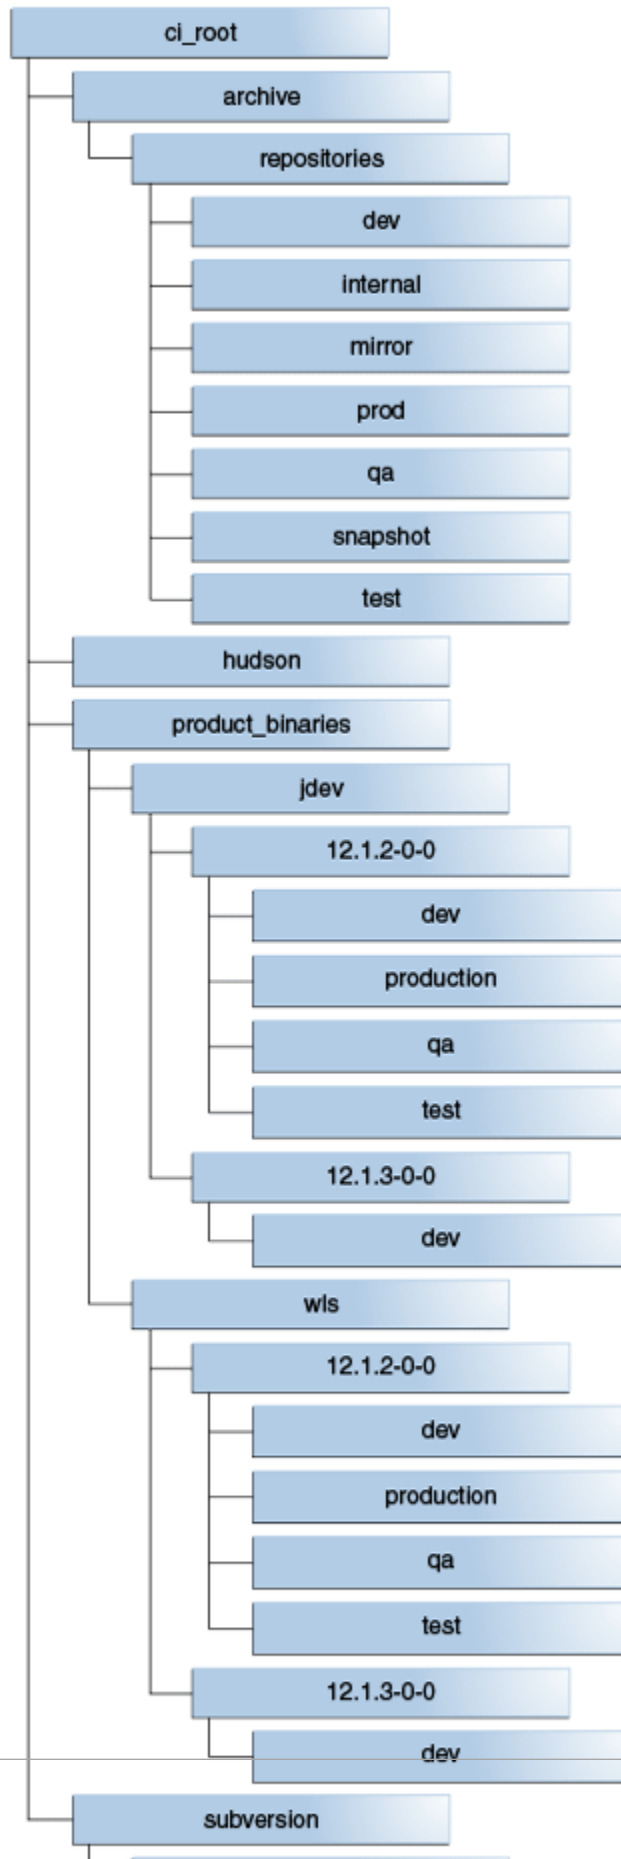 ci_root
archive
repositories
dev
internal
mirror
prod
qa
snapshot
test
hudson
product_binaries
jdev
12.1.2-0-0
dev
production
qa
test
12.1.3-0-0
dev
wls
12.1.2-0-0
dev
production
qa
test
12.1.3-0-0
dev
subversion